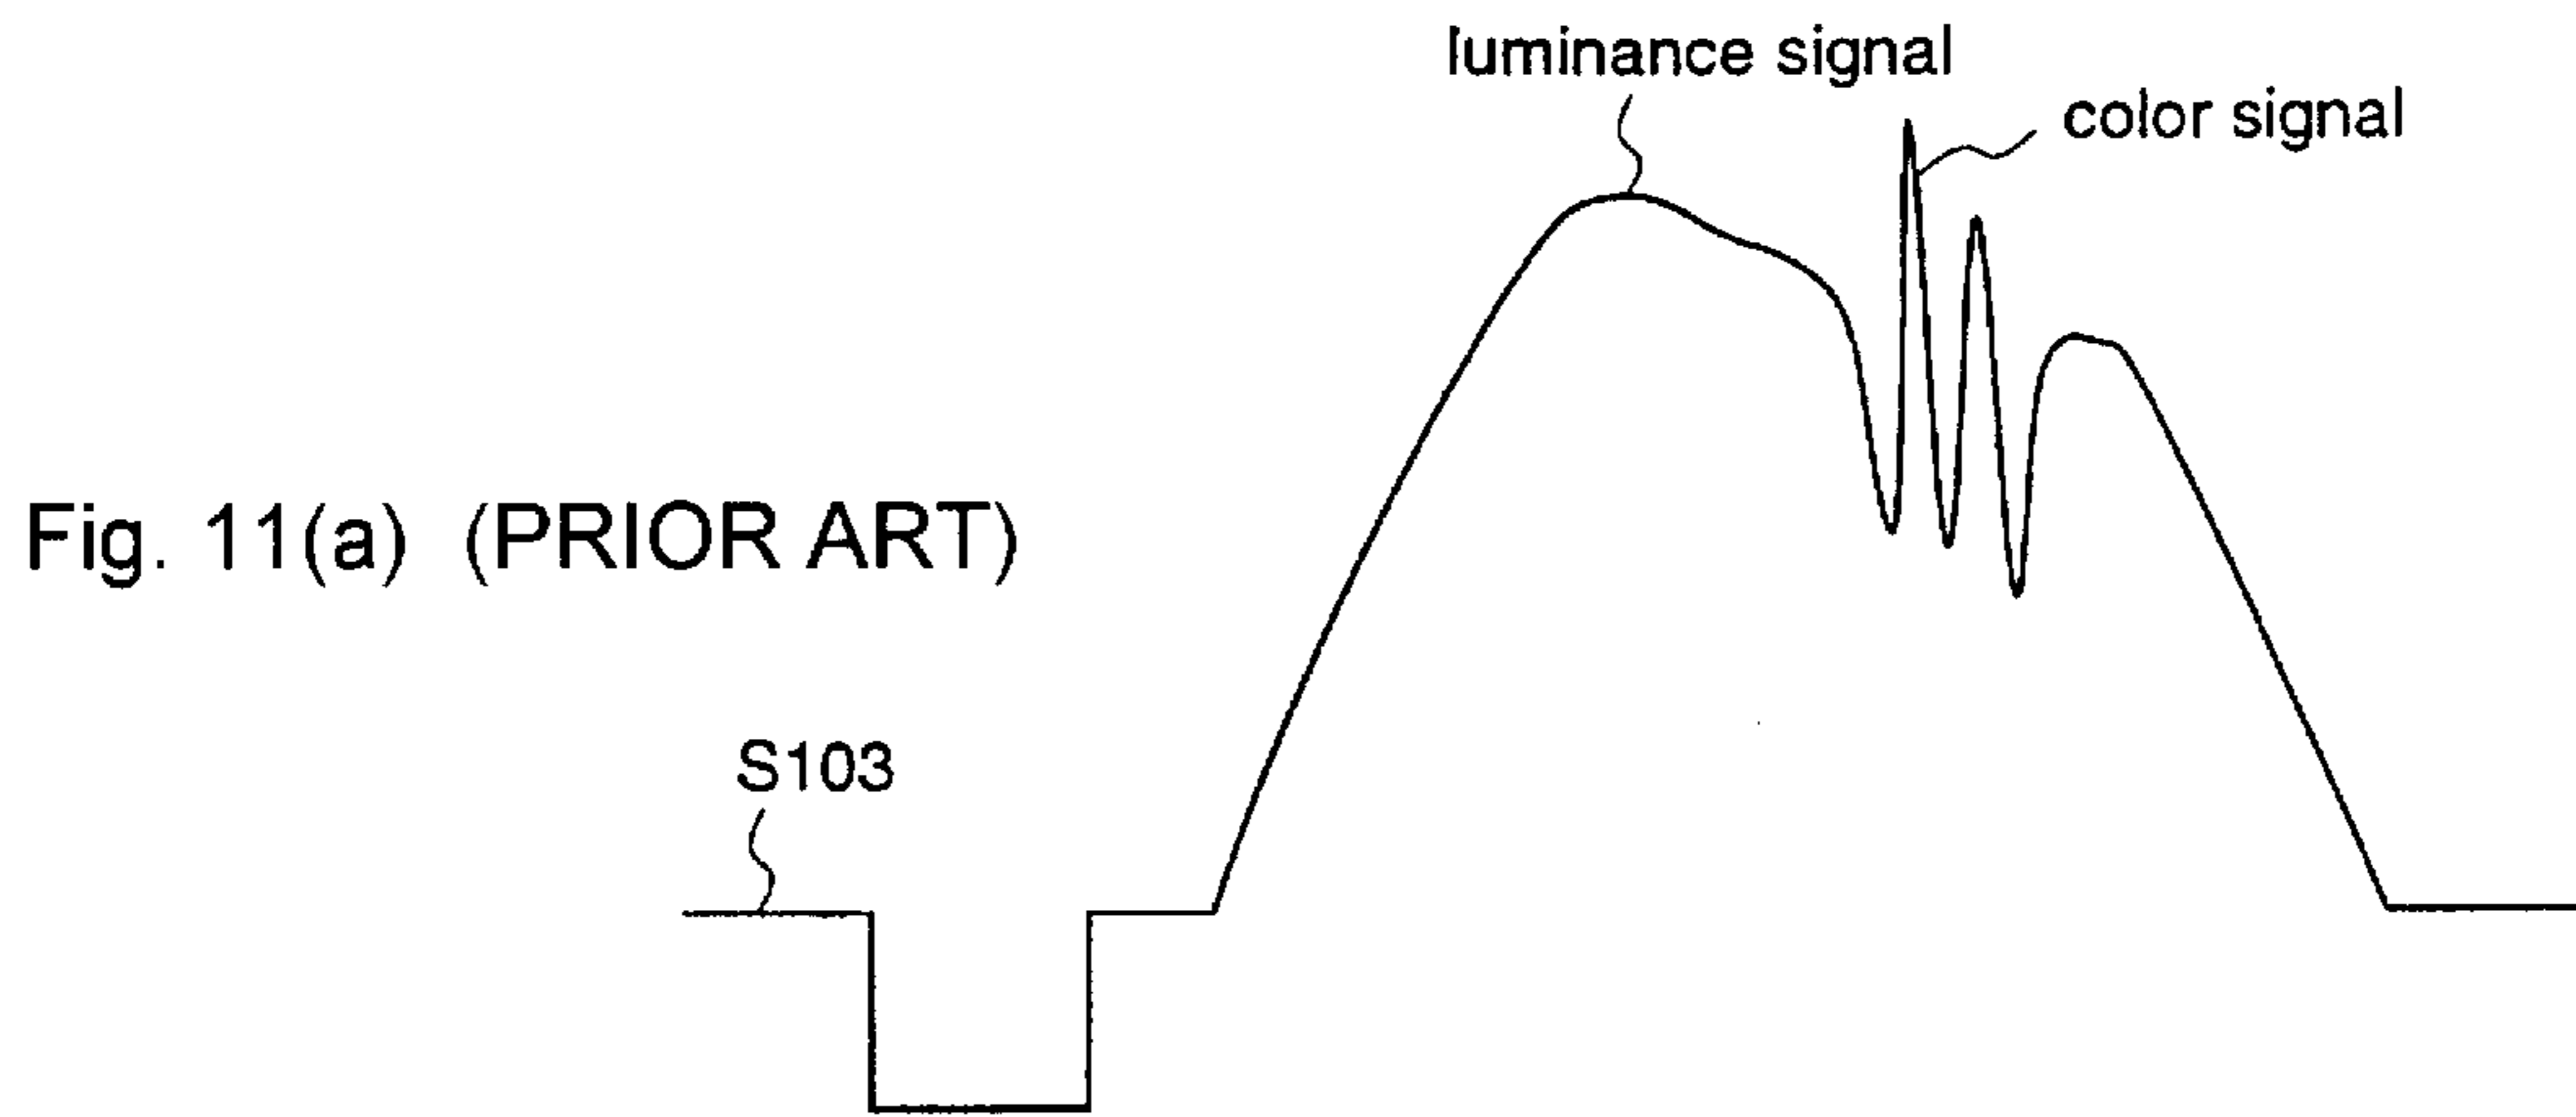 luminance signal
color signal
Fig. 11(a) (PRIOR ART)
S103